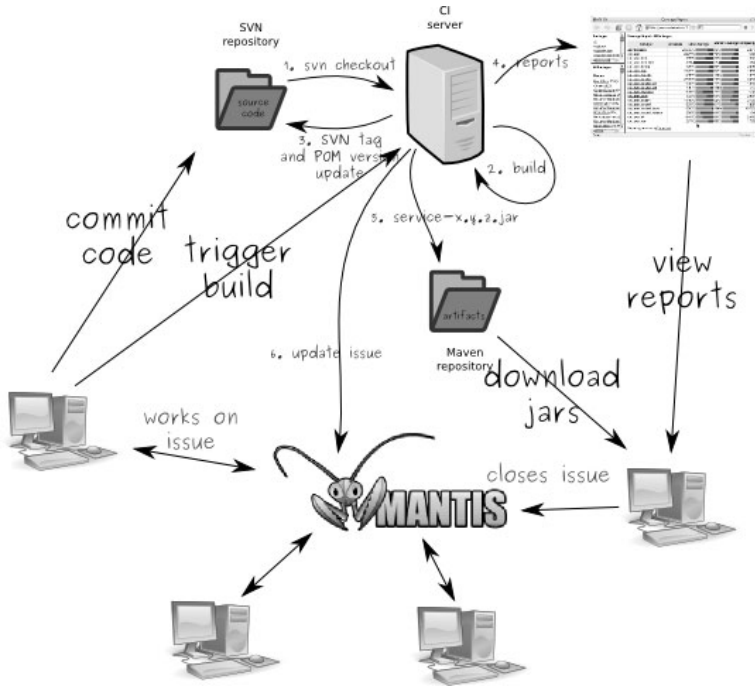 SVN
repository
CI
server
1. svn checkout
4. reports
source
code
3. SVN tag
and POM version
update
2. build
commit
code
trigger
build
5. service-x.y.z.jar
view
reports
artifacts
Maven
repository
6. update issue
download
jars
works on
issue
closes issue
MANTIS